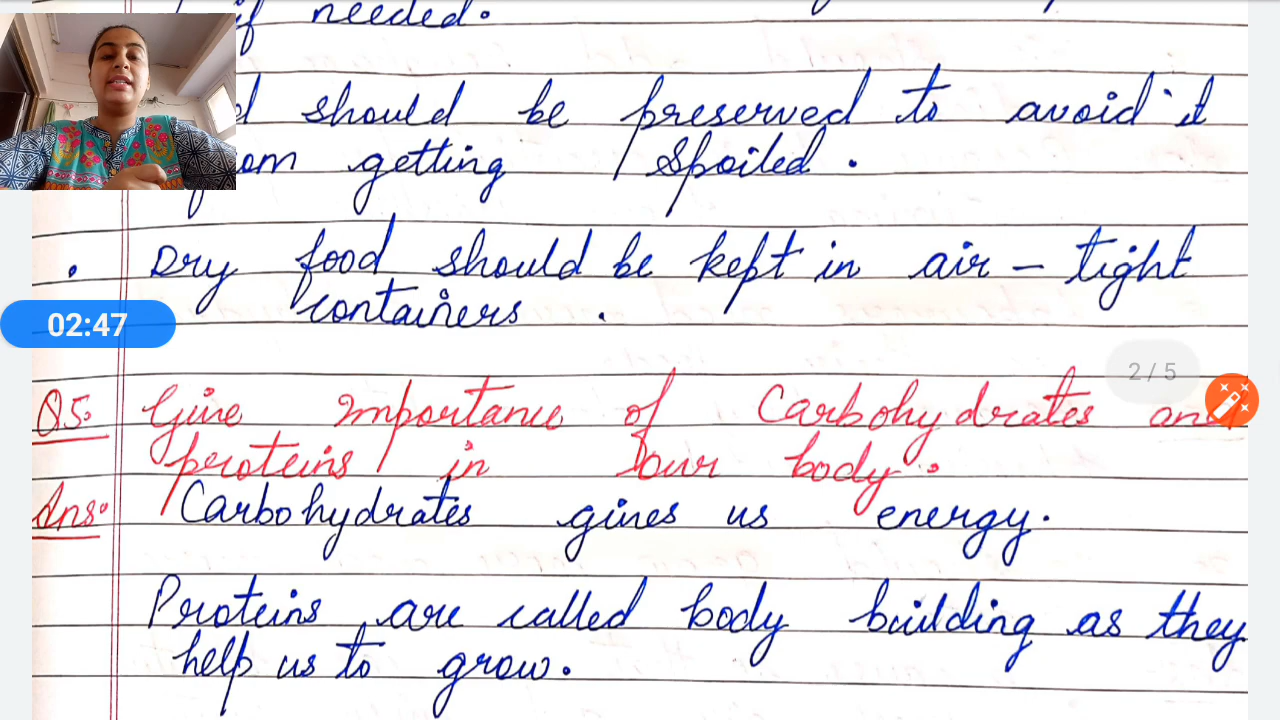 if needed.
should be preserved to avoid it
om getting spoiled.
. Dry food should be kept in air - tight
containers .
02:47
2 / 5
Q5. Give importance of Carbohydrates and
proteins in our body.
Ans. Carbohydrates gives us energy.
Proteins are called body building as they
help us to grow.